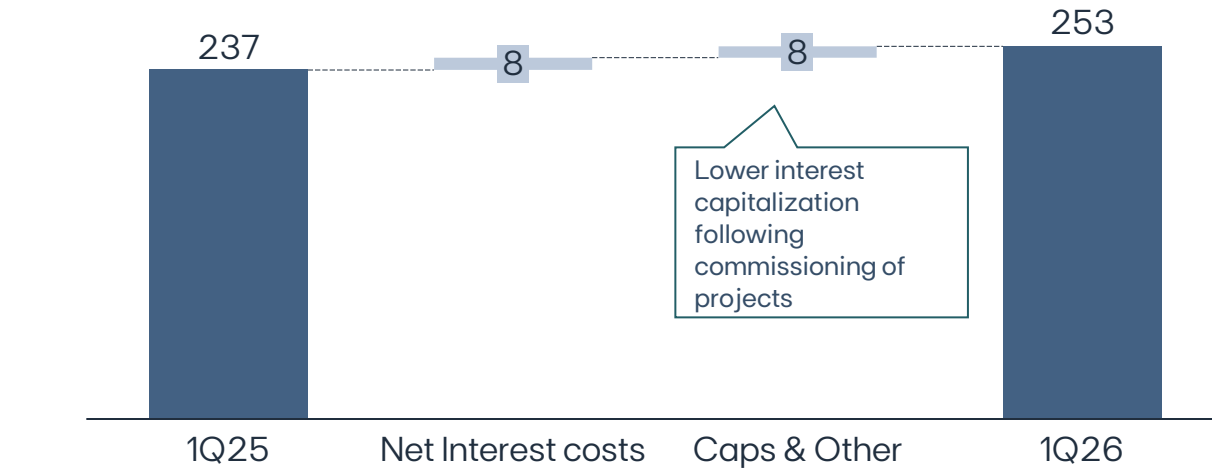 237
8
8
253
Lower interest
capitalization
following
commissioning of
projects
1Q25
Net Interest costs
Caps & Other
1Q26